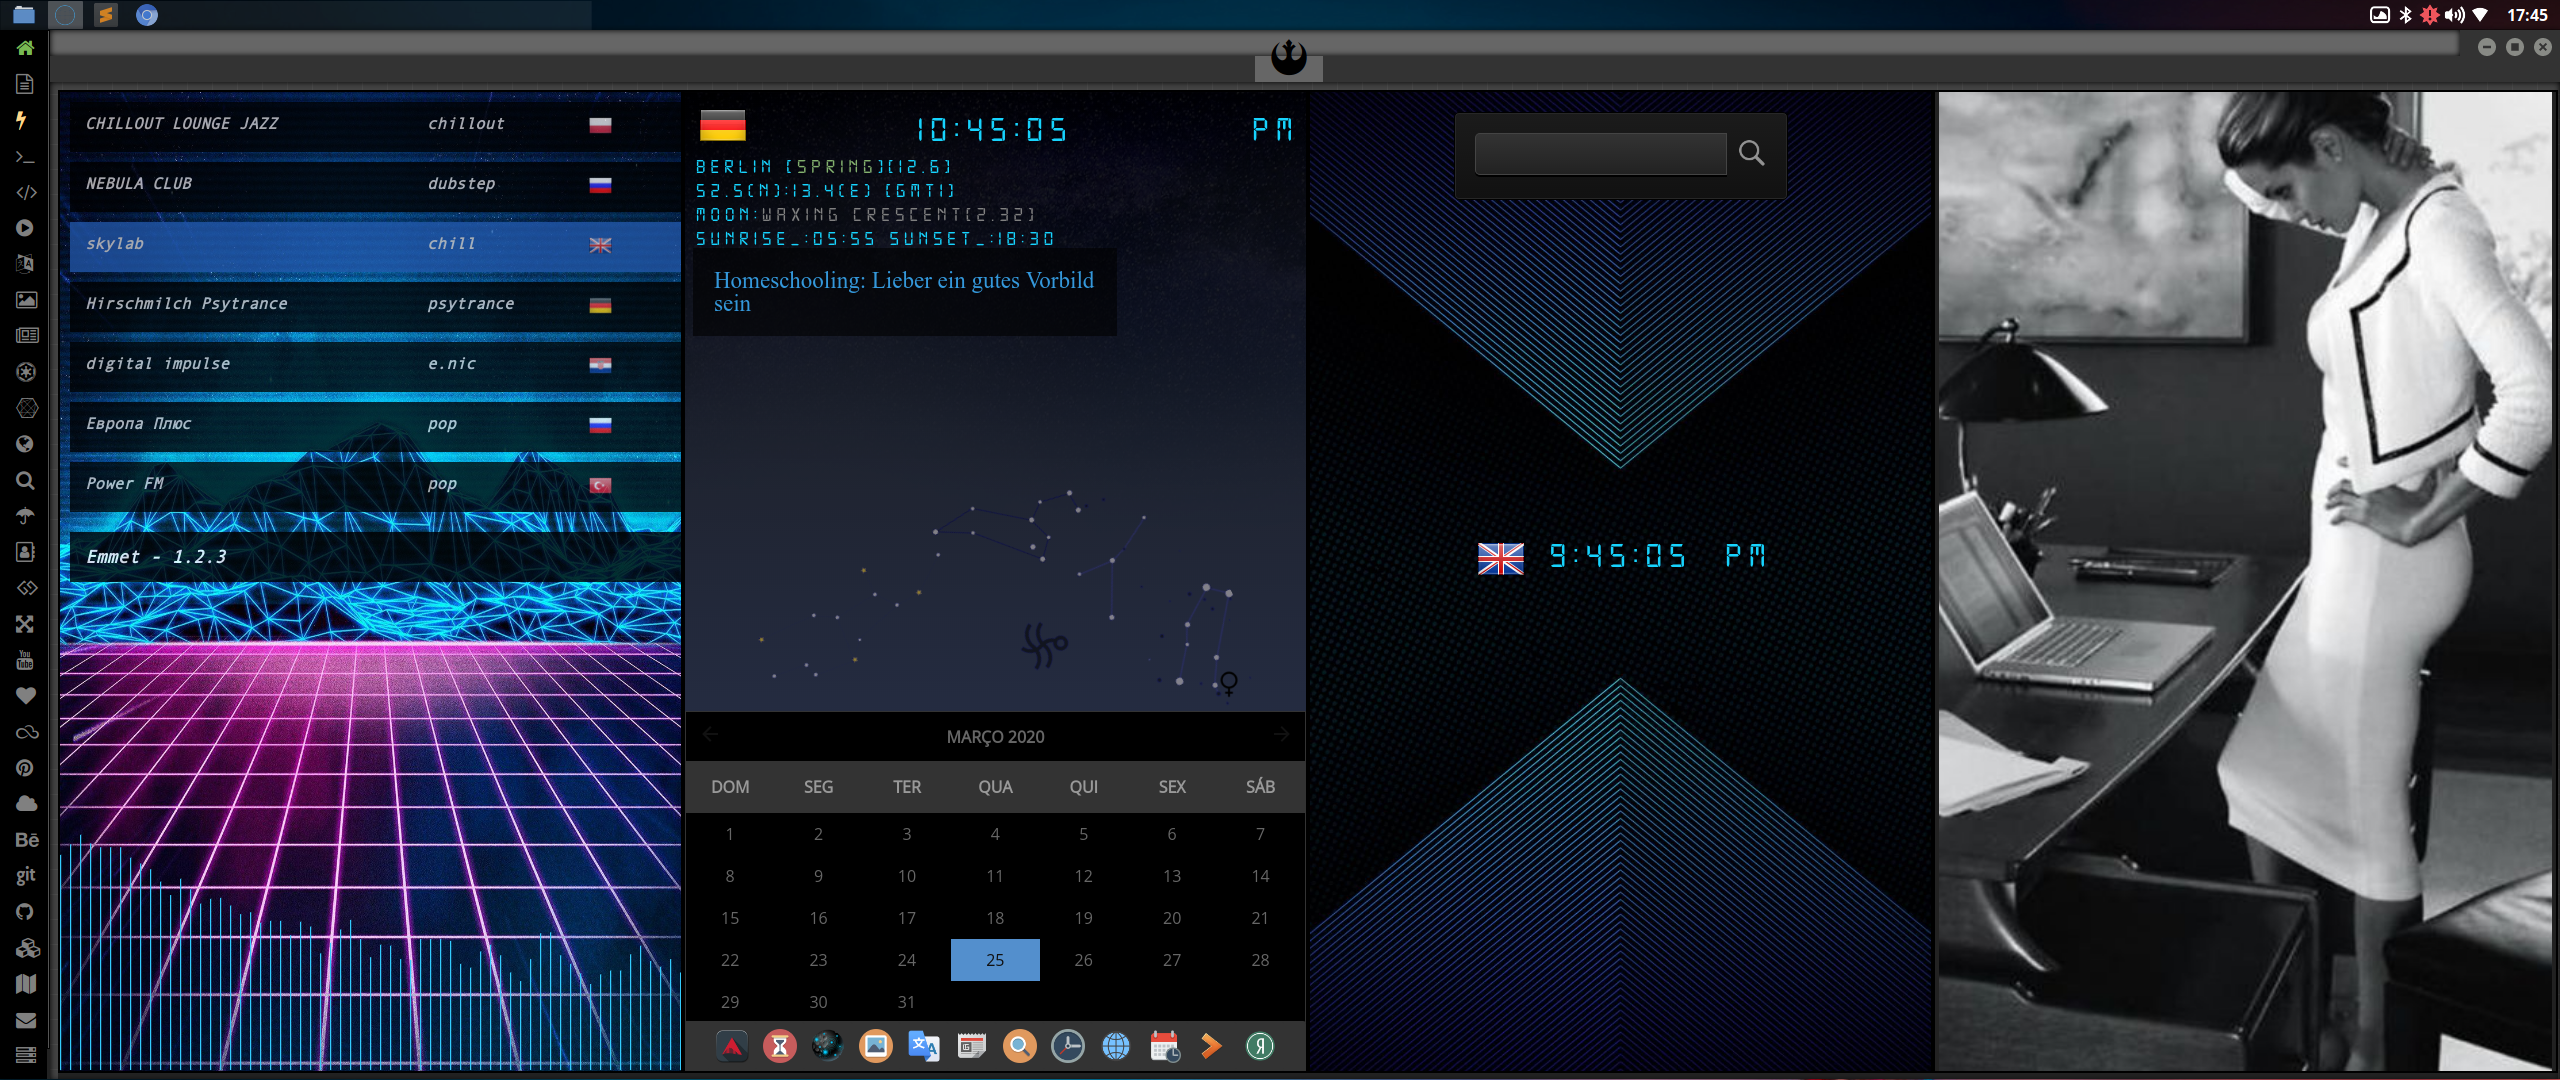 17:45
CHILLOUT LOUNGE JAZZ chillout
NEBULA CLUB dubstep
skylab chill
Hirschmilch Psytrance psytrance
digital impulse e.nic
Европа Плюс pop
Power FM pop
Emmet - 1.2.3
You
Tube
Bē
git
10:45:05 PM
BERLIN [SPRING][12.6]
52.5(N):13.4(E) [GMT1]
MOON:WAXING CRESCENT[2.32]
SUNRISE_:05:55 SUNSET_:18:30
Homeschooling: Lieber ein gutes Vorbild
sein
MARÇO 2020
DOM SEG TER QUA QUI SEX SÁB
1 2 3 4 5 6 7
8 9 10 11 12 13 14
15 16 17 18 19 20 21
22 23 24 25 26 27 28
29 30 31
文A
Я
9:45:05 PM